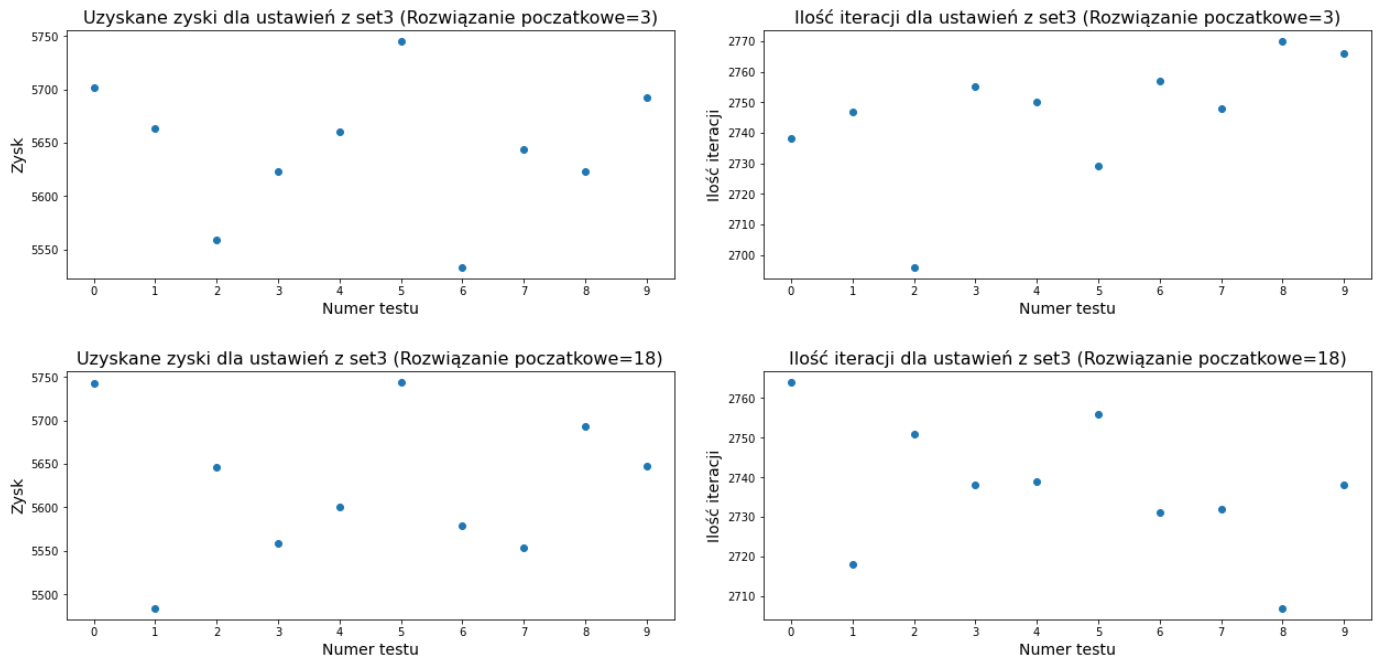 Uzyskane zyski dla ustawień z set3 (Rozwiązanie poczatkowe=3)
5750
5700
5650
5600
5550
Zysk
0 1 2 3 4 5 6 7 8 9
Numer testu
Ilość iteracji dla ustawień z set3 (Rozwiązanie poczatkowe=3)
2770
2760
2750
2740
2730
2720
2710
2700
Ilość iteracji
0 1 2 3 4 5 6 7 8 9
Numer testu
Uzyskane zyski dla ustawień z set3 (Rozwiązanie poczatkowe=18)
5750
5700
5650
5600
5550
5500
Zysk
0 1 2 3 4 5 6 7 8 9
Numer testu
Ilość iteracji dla ustawień z set3 (Rozwiązanie poczatkowe=18)
2760
2750
2740
2730
2720
2710
Ilość iteracji
0 1 2 3 4 5 6 7 8 9
Numer testu